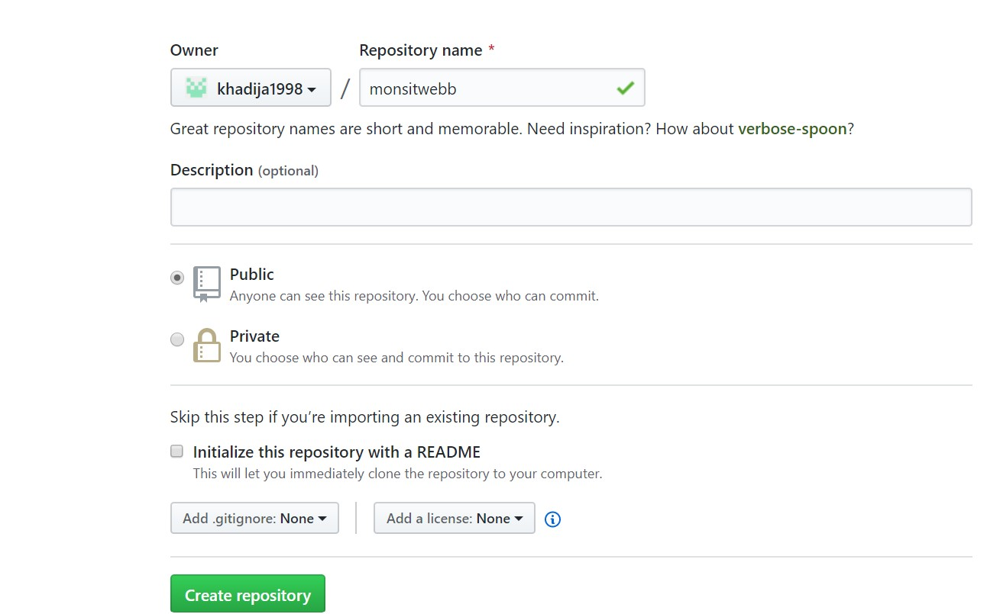 Owner Repository name *
khadija1998 / monsitwebb
Great repository names are short and memorable. Need inspiration? How about verbose-spoon?
Description (optional)
Public
Anyone can see this repository. You choose who can commit.
Private
You choose who can see and commit to this repository.
Skip this step if you’re importing an existing repository.
Initialize this repository with a README
This will let you immediately clone the repository to your computer.
Add .gitignore: None Add a license: None
Create repository